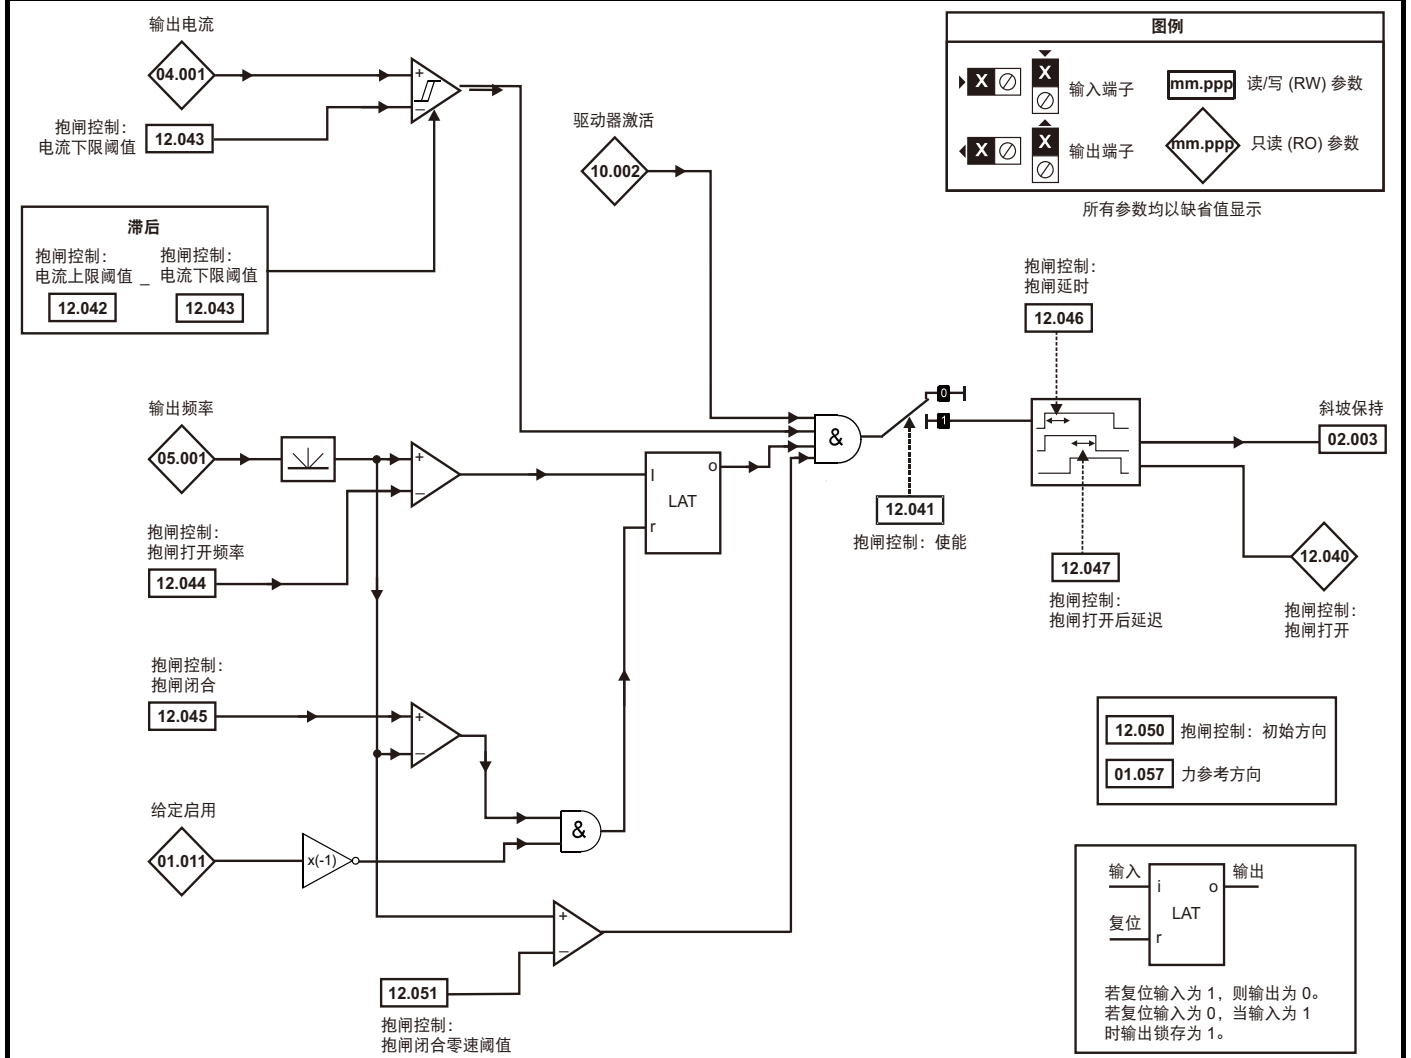 输出电流
04.001
+
−
抱闸控制：
电流下限阈值
12.043
滞后
抱闸控制：
电流上限阈值
−
抱闸控制：
电流下限阈值
12.042
12.043
驱动器激活
10.002
图例
X
X
输入端子
mm.ppp
读/写 (RW) 参数
X
X
输出端子
mm.ppp
只读 (RO) 参数
所有参数均以缺省值显示
抱闸控制：
抱闸延时
12.046
输出频率
05.001
+
−
抱闸控制：
抱闸打开频率
12.044
I
o
LAT
r
&
0
1
12.041
抱闸控制：使能
斜坡保持
02.003
12.047
抱闸控制：
抱闸打开后延迟
12.040
抱闸控制：
抱闸打开
抱闸控制：
抱闸闭合
12.045
+
−
给定启用
01.011
x(-1)
&
+
−
12.051
抱闸控制：
抱闸闭合零速阈值
12.050
抱闸控制：初始方向
01.057
力参考方向
输入
i
o
输出
LAT
复位
r
若复位输入为 1，则输出为 0。
若复位输入为 0，当输入为 1
时输出锁存为 1。